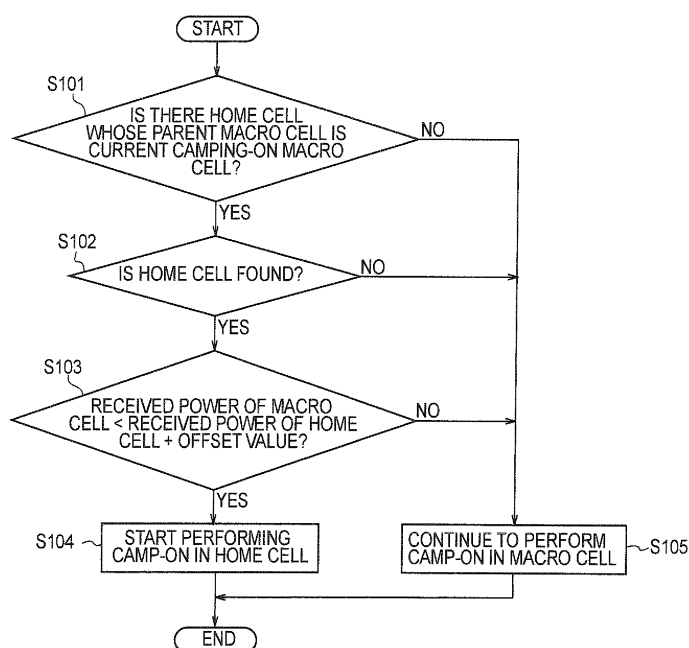 START
S101
IS THERE HOME CELL
WHOSE PARENT MACRO CELL IS
CURRENT CAMPING-ON MACRO
CELL?
NO
YES
S102
IS HOME CELL FOUND?
NO
YES
S103
RECEIVED POWER OF MACRO
CELL < RECEIVED POWER OF HOME
CELL + OFFSET VALUE?
NO
YES
S104
START PERFORMING
CAMP-ON IN HOME CELL
CONTINUE TO PERFORM
CAMP-ON IN MACRO CELL
S105
END